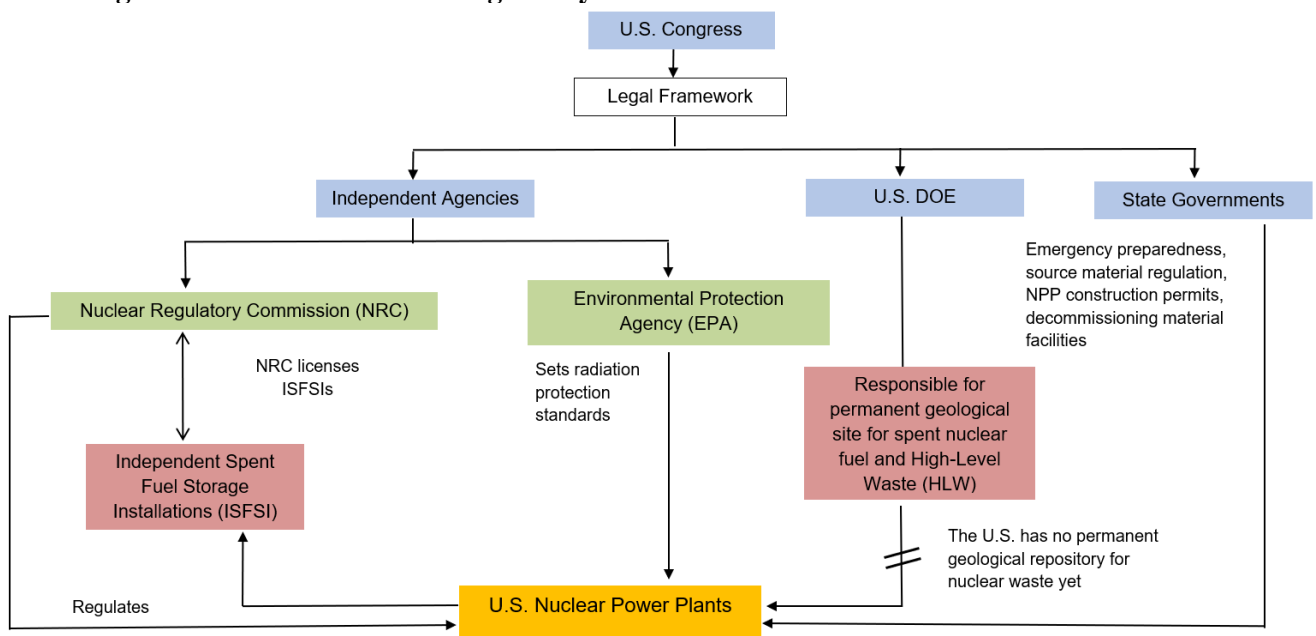 U.S. Congress
Legal Framework
Independent Agencies
U.S. DOE
State Governments
Emergency preparedness,
source material regulation,
NPP construction permits,
decommissioning material
facilities
Nuclear Regulatory Commission (NRC)
Environmental Protection
Agency (EPA)
NRC licenses
ISFSIs
Sets radiation
protection
standards
Responsible for
permanent geological
site for spent nuclear
fuel and High-Level
Waste (HLW)
Independent Spent
Fuel Storage
Installations (ISFSI)
The U.S. has no permanent
geological repository for
nuclear waste yet
Regulates
U.S. Nuclear Power Plants